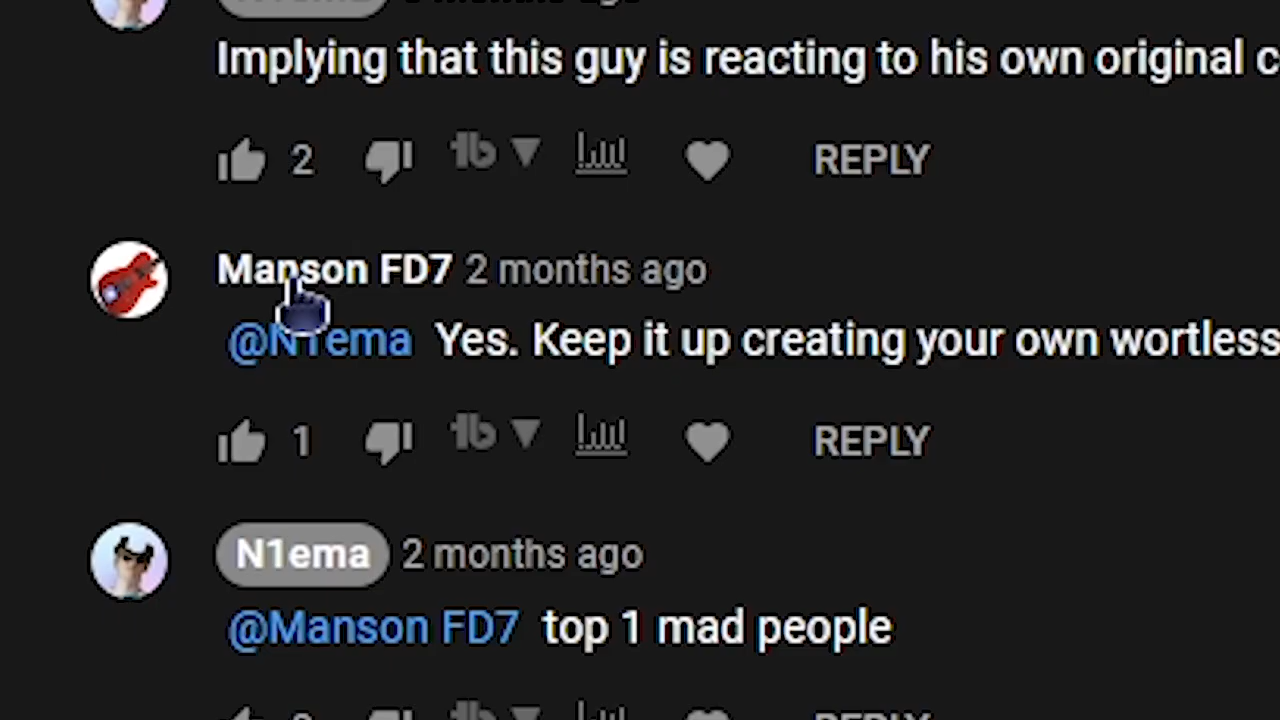 Implying that this guy is reacting to his own original
2
REPLY
Manson FD7 2 months ago
@N1ema Yes. Keep it up creating your own wortless
1
REPLY
N1ema 2 months ago
@Manson FD7 top 1 mad people